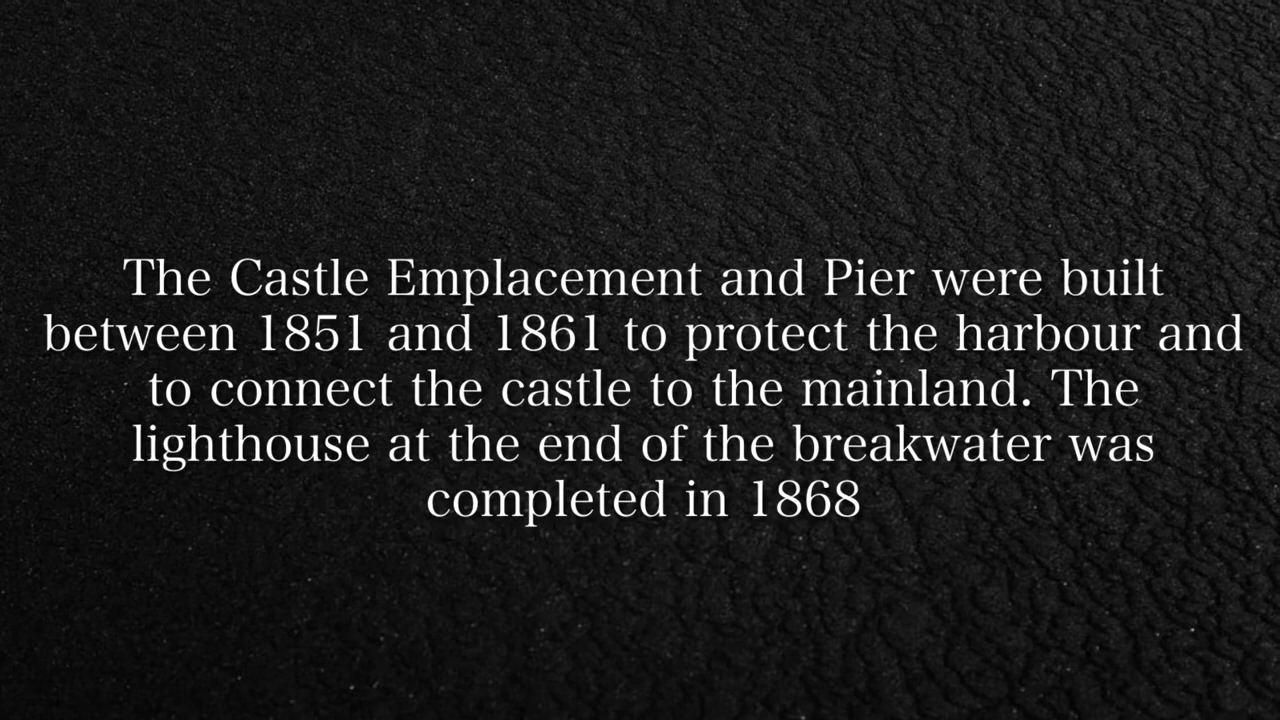 The Castle Emplacement and Pier were built
between 1851 and 1861 to protect the harbour and
to connect the castle to the mainland. The
lighthouse at the end of the breakwater was
completed in 1868